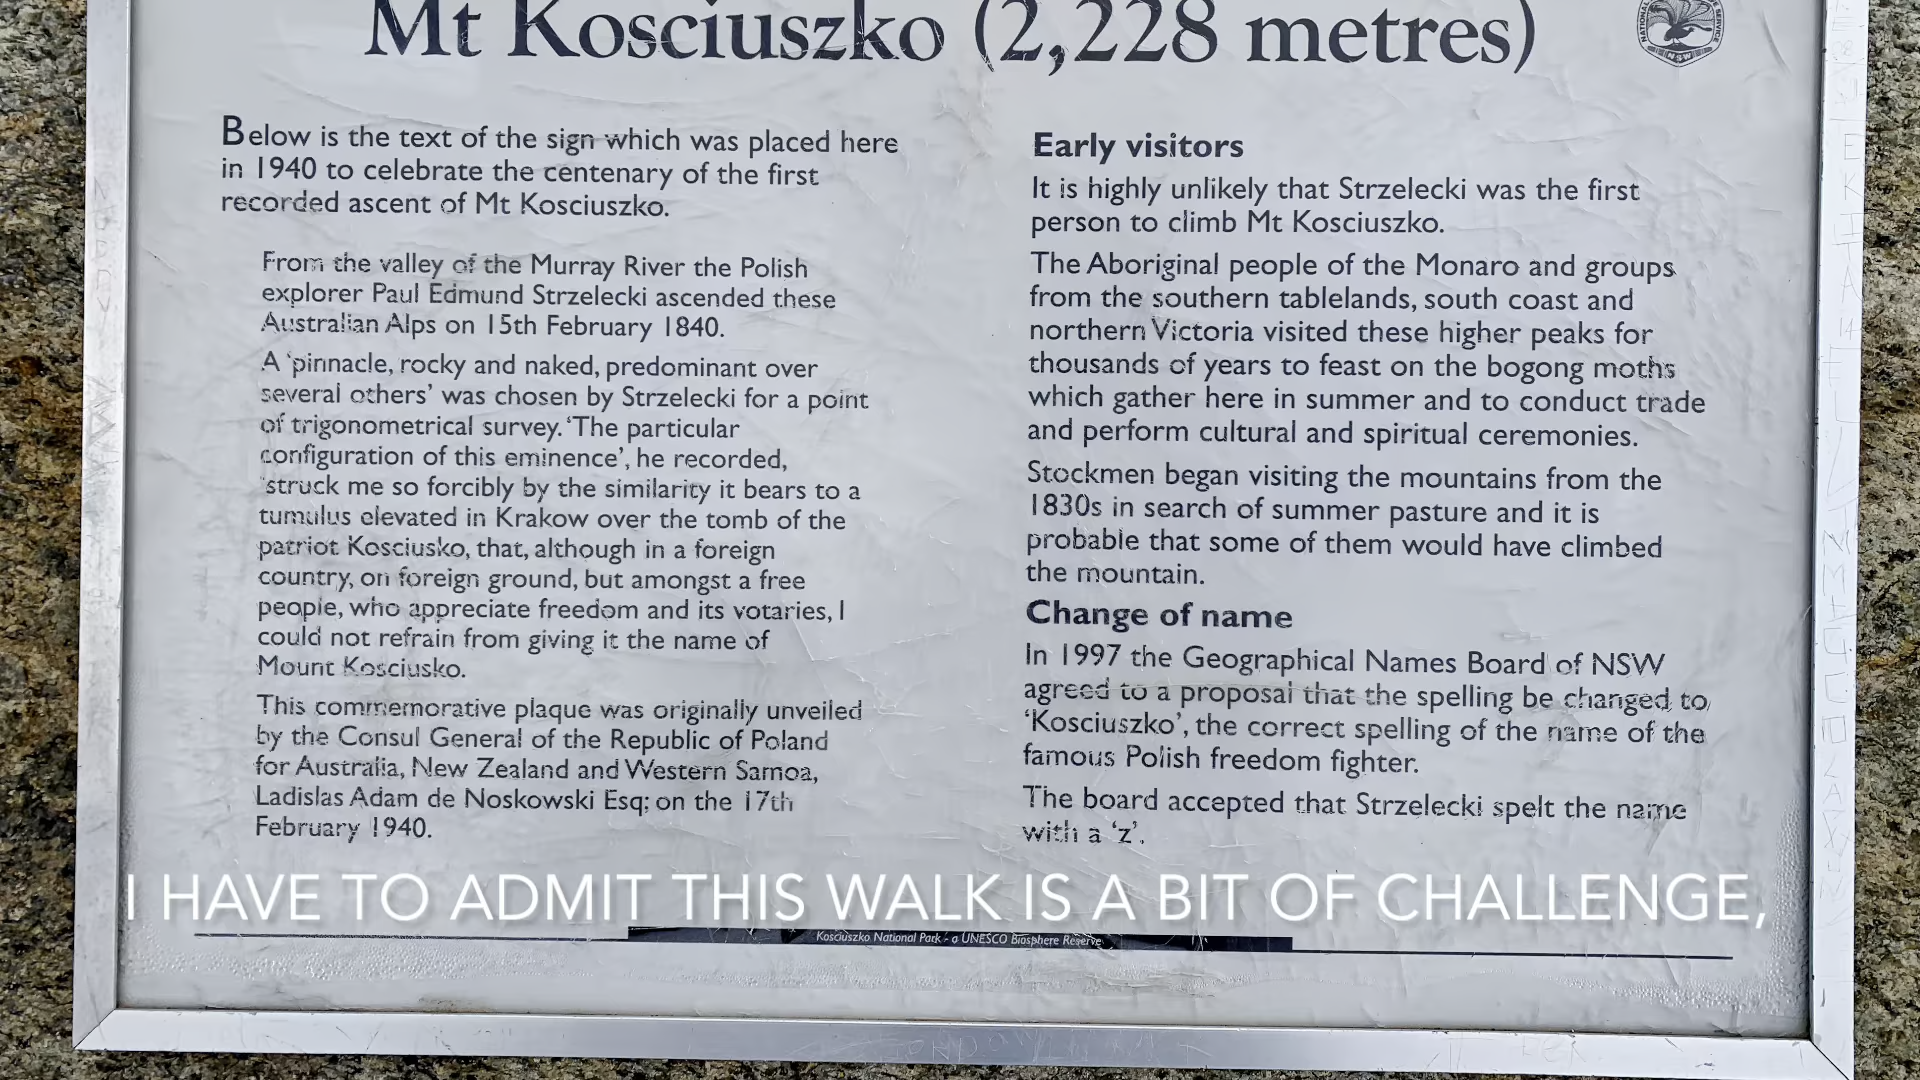 Mt Kosciuszko (2,228 metres)
NSW
Below is the text of the sign which was placed here
in 1940 to celebrate the centenary of the first
recorded ascent of Mt Kosciuszko.
From the valley of the Murray River the Polish
explorer Paul Edmund Strzelecki ascended these
Australian Alps on 15th February 1840.
A 'pinnacle, rocky and naked, predominant over
several others' was chosen by Strzelecki for a point
of trigonometrical survey. 'The particular
configuration of this eminence', he recorded,
'struck me so forcibly by the similarity it bears to a
tumulus elevated in Krakow over the tomb of the
patriot Kosciusko, that, although in a foreign
country, on foreign ground, but amongst a free
people, who appreciate freedom and its votaries, I
could not refrain from giving it the name of
Mount Kosciusko.
This commemorative plaque was originally unveiled
by the Consul General of the Republic of Poland
for Australia, New Zealand and Western Samoa,
Ladislas Adam de Noskowski Esq; on the 17th
February 1940.
Early visitors
It is highly unlikely that Strzelecki was the first
person to climb Mt Kosciuszko.
The Aboriginal people of the Monaro and groups
from the southern tablelands, south coast and
northern Victoria visited these higher peaks for
thousands of years to feast on the bogong moths
which gather here in summer and to conduct trade
and perform cultural and spiritual ceremonies.
Stockmen began visiting the mountains from the
1830s in search of summer pasture and it is
probable that some of them would have climbed
the mountain.
Change of name
In 1997 the Geographical Names Board of NSW
agreed to a proposal that the spelling be changed to
'Kosciuszko', the correct spelling of the name of the
famous Polish freedom fighter.
The board accepted that Strzelecki spelt the name
with a 'z'.
I HAVE TO ADMIT THIS WALK IS A BIT OF CHALLENGE,
Kosciuszko National Park - a UNESCO Biosphere Reserve